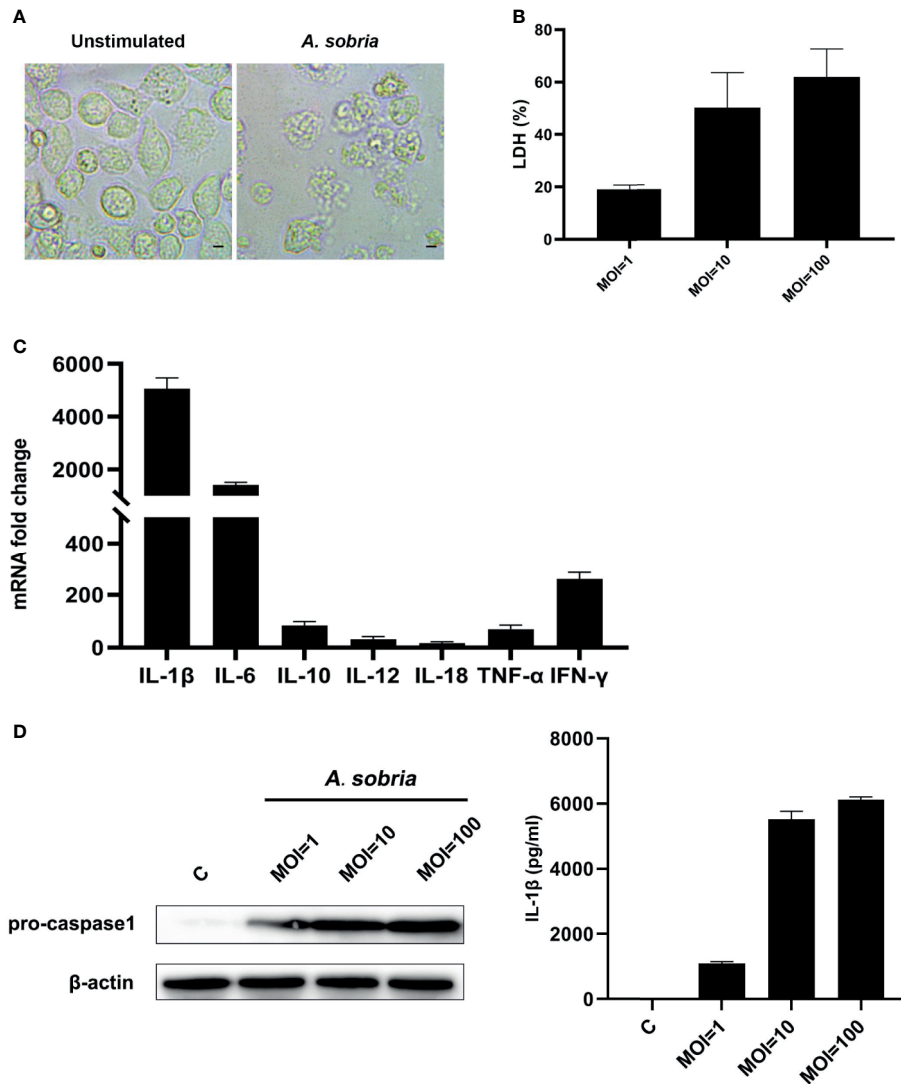 A
Unstimulated
A. sobria
B
LDH (%)
80
60
40
20
0
MOI=1
MOI=10
MOI=100
C
mRNA fold change
6000
4000
2000
400
200
0
IL-1β IL-6 IL-10 IL-12 IL-18 TNF-α IFN-γ
D
A. sobria
C
MOI=1
MOI=10
MOI=100
pro-caspase1
β-actin
IL-1β (pg/ml)
8000
6000
4000
2000
0
C
MOI=1
MOI=10
MOI=100